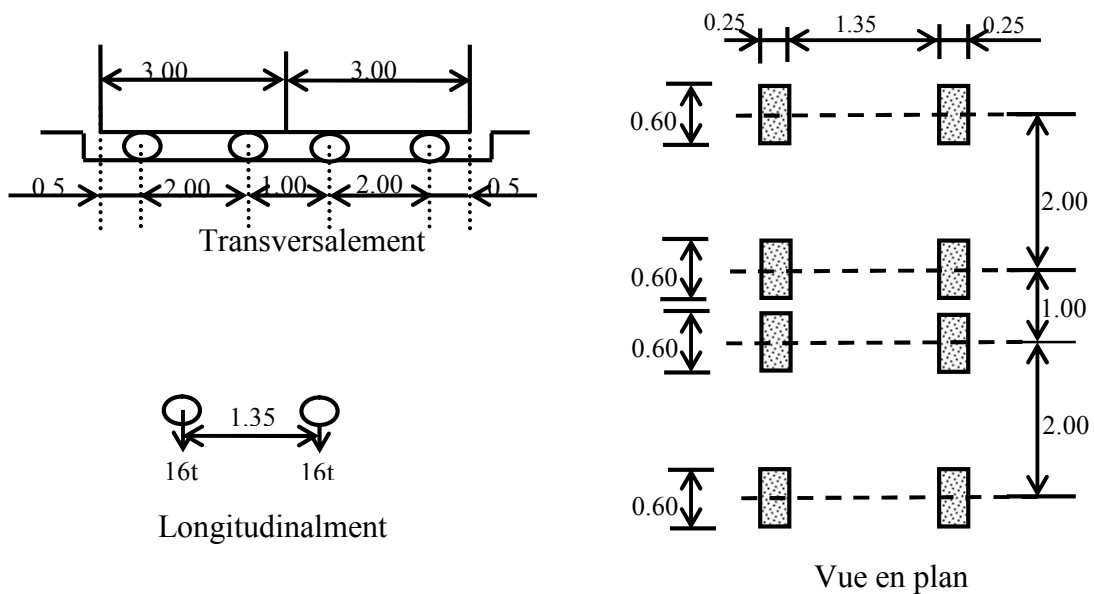 3.00 3.00
0.5 2.00 1.00 2.00 0.5
Transversalement
1.35
16t 16t
Longitudinalment
0.25 1.35 0.25
0.60
2.00
0.60
1.00
0.60
2.00
0.60
Vue en plan